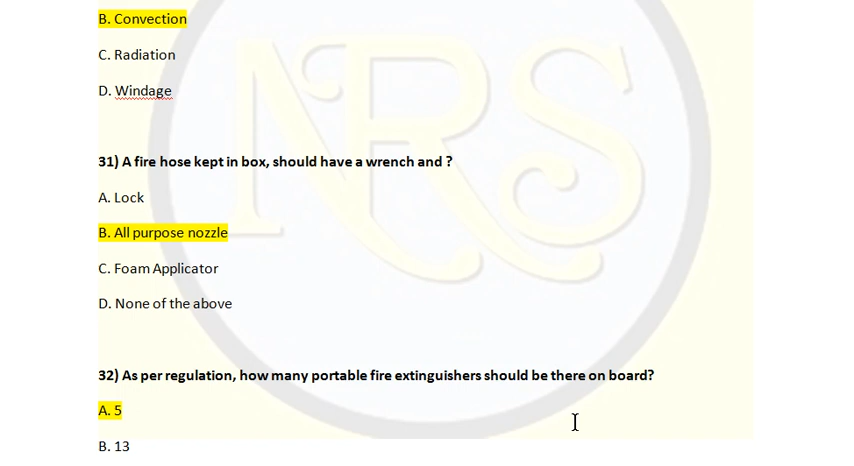 B. Convection
C. Radiation
D. Windage
31) A fire hose kept in box, should have a wrench and ?
A. Lock
B. All purpose nozzle
C. Foam Applicator
D. None of the above
32) As per regulation, how many portable fire extinguishers should be there on board?
A. 5
B. 13
NRS